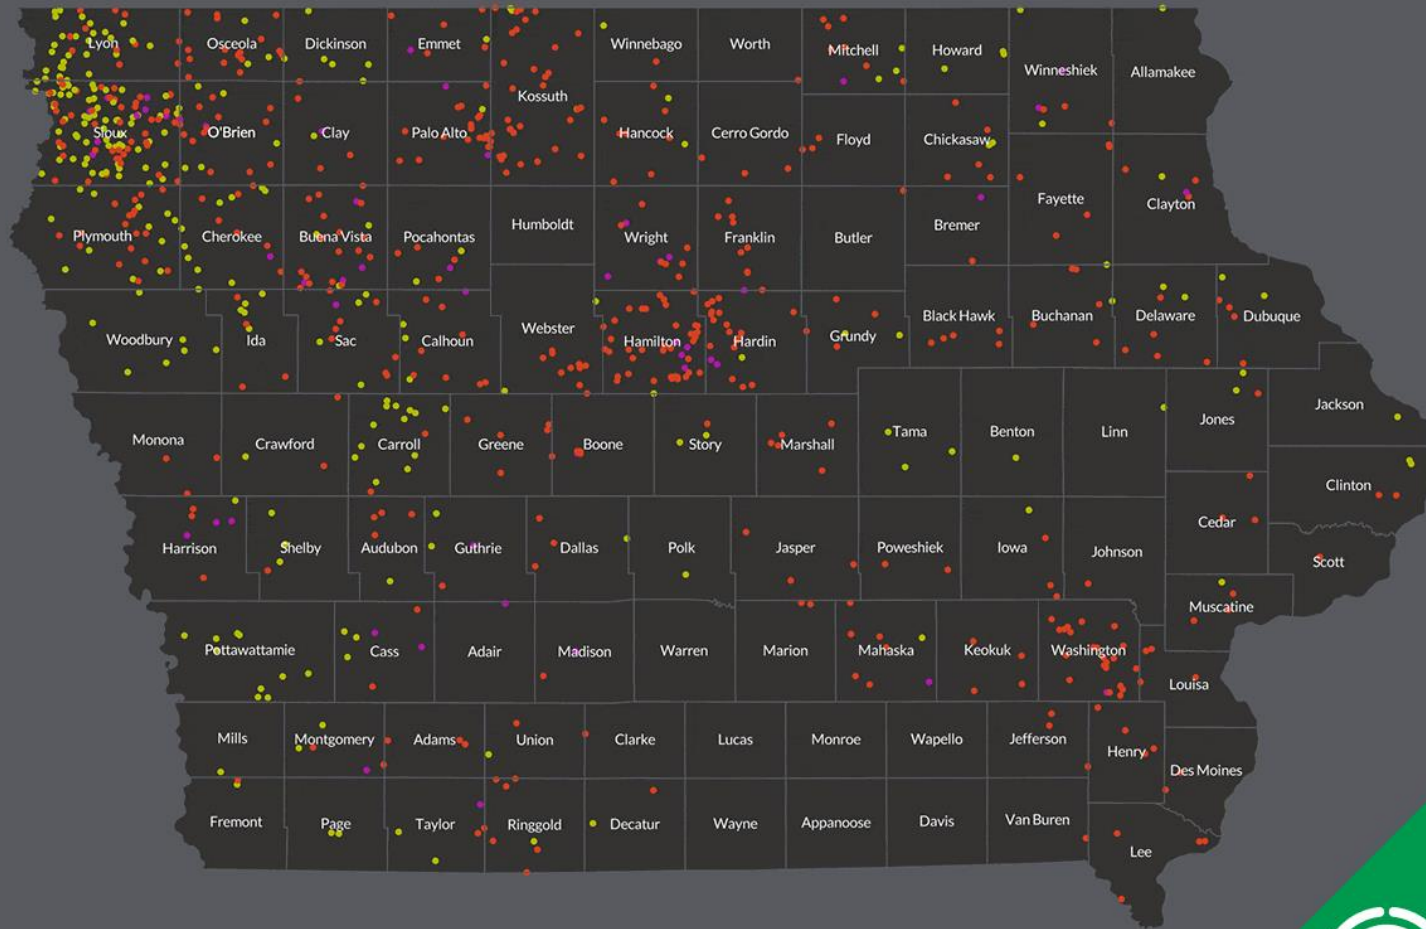 Lyon
Osceola
Dickinson
Emmet
Winnebago
Worth
Mitchell
Howard
Winneshiek
Allamakee
Kossuth
Sioux
O'Brien
Clay
Palo Alto
Hancock
Cerro Gordo
Floyd
Chickasaw
Fayette
Clayton
Plymouth
Cherokee
Buena Vista
Pocahontas
Humboldt
Wright
Franklin
Butler
Bremer
Woodbury
Ida
Sac
Calhoun
Webster
Hamilton
Hardin
Grundy
Black Hawk
Buchanan
Delaware
Dubuque
Monona
Crawford
Carroll
Greene
Boone
Story
Marshall
Tama
Benton
Linn
Jones
Jackson
Clinton
Harrison
Shelby
Audubon
Guthrie
Dallas
Polk
Jasper
Poweshiek
Iowa
Johnson
Cedar
Scott
Muscatine
Pottawattamie
Cass
Adair
Madison
Warren
Marion
Mahaska
Keokuk
Washington
Louisa
Mills
Montgomery
Adams
Union
Clarke
Lucas
Monroe
Wapello
Jefferson
Henry
Des Moines
Fremont
Page
Taylor
Ringgold
Decatur
Wayne
Appanoose
Davis
Van Buren
Lee